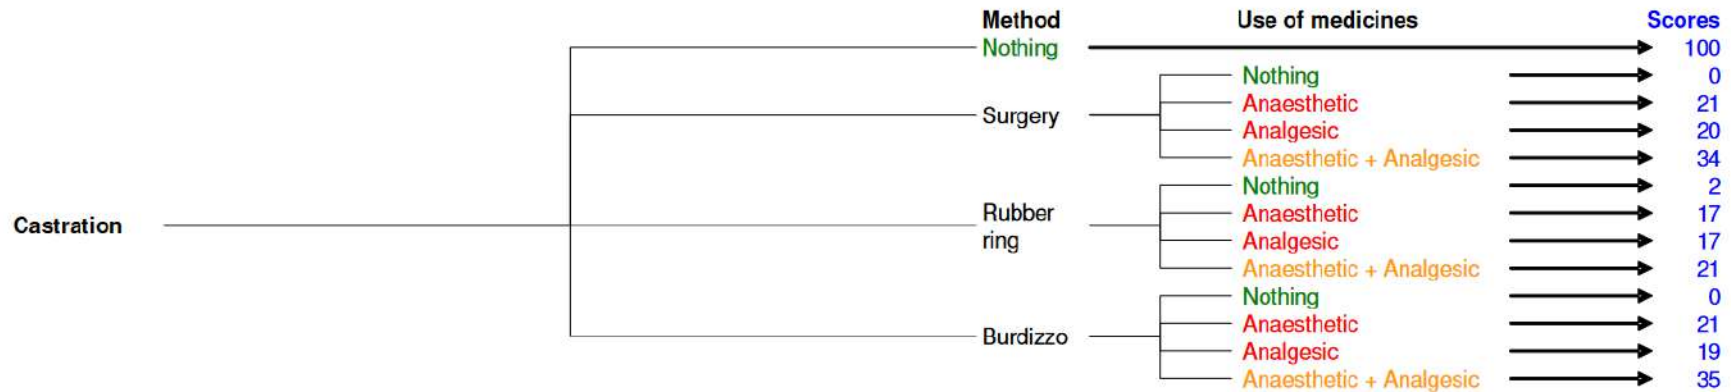 Method Use of medicines Scores
Nothing 100
Nothing 0
Anaesthetic 21
Surgery
Analgesic 20
Anaesthetic + Analgesic 34
Nothing 2
Rubber Anaesthetic 17
Castration
ring Analgesic 17
Anaesthetic + Analgesic 21
Nothing 0
Anaesthetic 21
Burdizzo
Analgesic 19
Anaesthetic + Analgesic 35